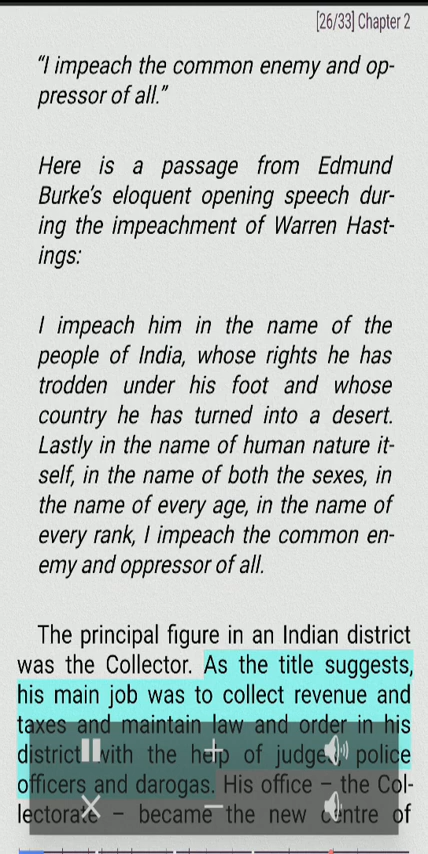 [26/33] Chapter 2
“I impeach the common enemy and op-
pressor of all.”
Here is a passage from Edmund
Burke’s eloquent opening speech dur-
ing the impeachment of Warren Hast-
ings:
I impeach him in the name of the
people of India, whose rights he has
trodden under his foot and whose
country he has turned into a desert.
Lastly in the name of human nature it-
self, in the name of both the sexes, in
the name of every age, in the name of
every rank, I impeach the common en-
emy and oppressor of all.
The principal figure in an Indian district
was the Collector. As the title suggests,
his main job was to collect revenue and
taxes and maintain law and order in his
district with the help of judges, police
officers and darogas. His office – the Col-
lectorate – became the new centre of